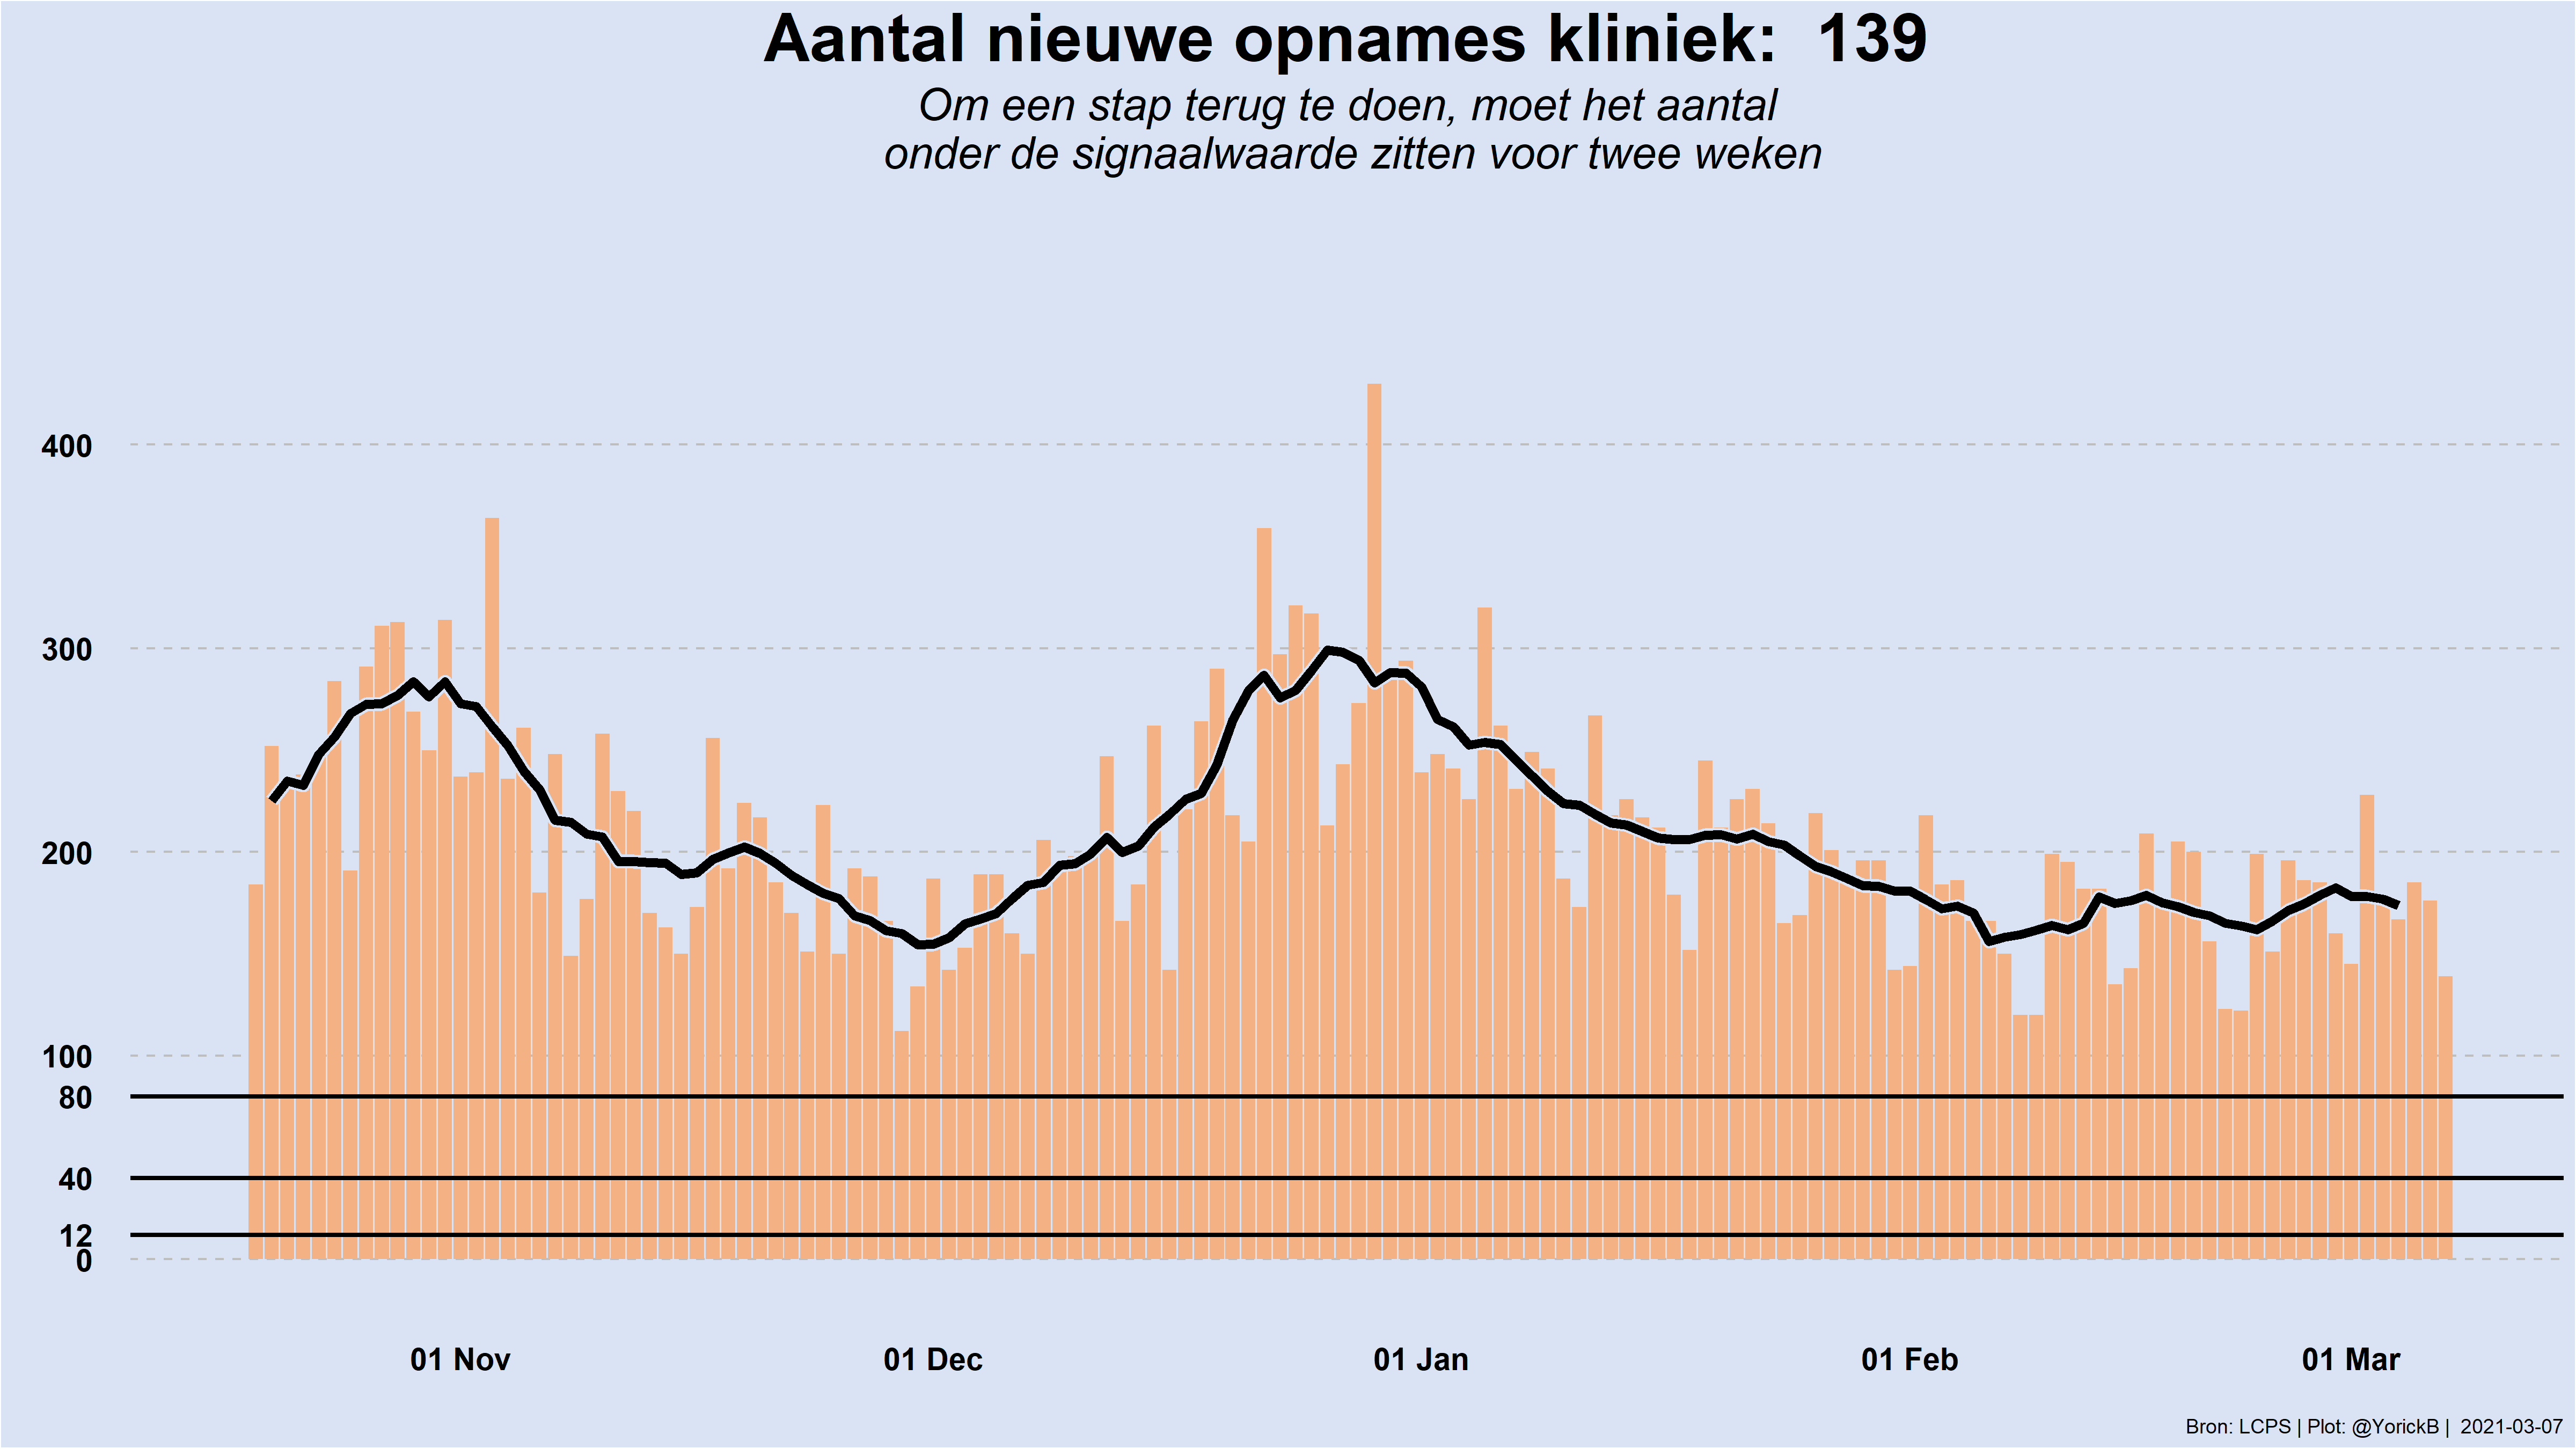 Aantal nieuwe opnames kliniek:  139
Om een stap terug te doen, moet het aantal
onder de signaalwaarde zitten voor twee weken
400
300
200
100
80
40
12
0
01 Nov
01 Dec
01 Jan
01 Feb
01 Mar
Bron: LCPS | Plot: @YorickB |  2021-03-07